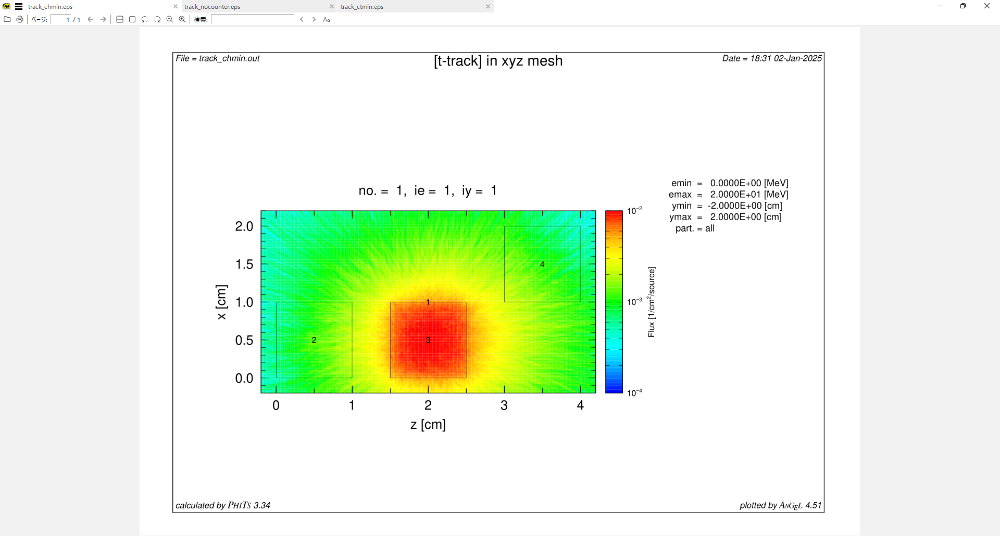 track_chmin.eps
track_nocounter.eps
track_ctmin.eps
ページ: 1 / 1
検索:
File = track_chmin.out
[t-track] in xyz mesh
Date = 18:31 02-Jan-2025
no. = 1, ie = 1, iy = 1
emin = 0.0000E+00 [MeV]
emax = 2.0000E+01 [MeV]
ymin = -2.0000E+00 [cm]
ymax = 2.0000E+00 [cm]
part. = all
x [cm]
2.0
1.5
1.0
0.5
0.0
1
2
3
4
0 1 2 3 4
z [cm]
10⁻²
10⁻³
10⁻⁴
Flux [1/cm²/source]
calculated by PHITS 3.34
plotted by ANGEL 4.51